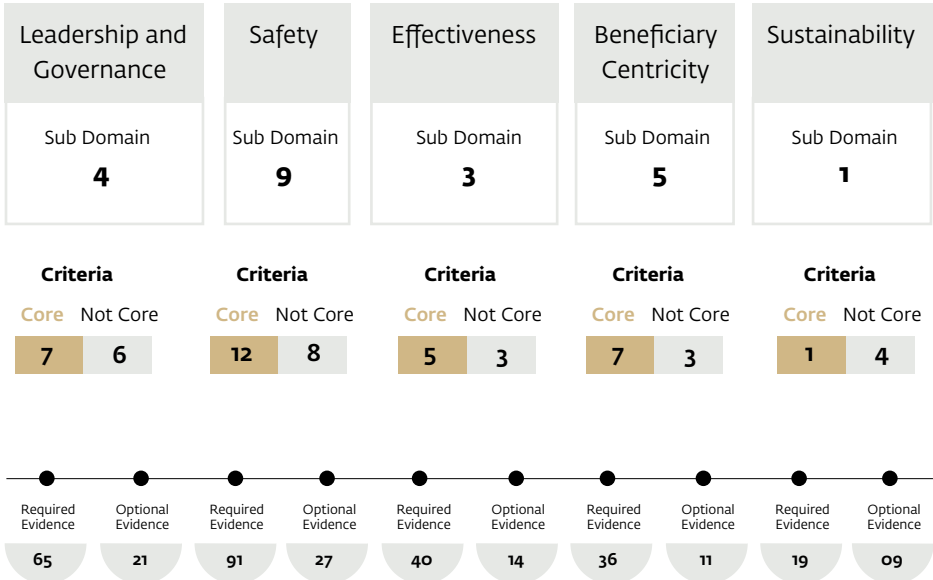 Leadership and
Governance
Safety
Effectiveness
Beneficiary
Centricity
Sustainability
Sub Domain
4
Sub Domain
9
Sub Domain
3
Sub Domain
5
Sub Domain
1
Criteria
Core Not Core
7 6
Criteria
Core Not Core
12 8
Criteria
Core Not Core
5 3
Criteria
Core Not Core
7 3
Criteria
Core Not Core
1 4
Required
Evidence
65
Optional
Evidence
21
Required
Evidence
91
Optional
Evidence
27
Required
Evidence
40
Optional
Evidence
14
Required
Evidence
36
Optional
Evidence
11
Required
Evidence
19
Optional
Evidence
09